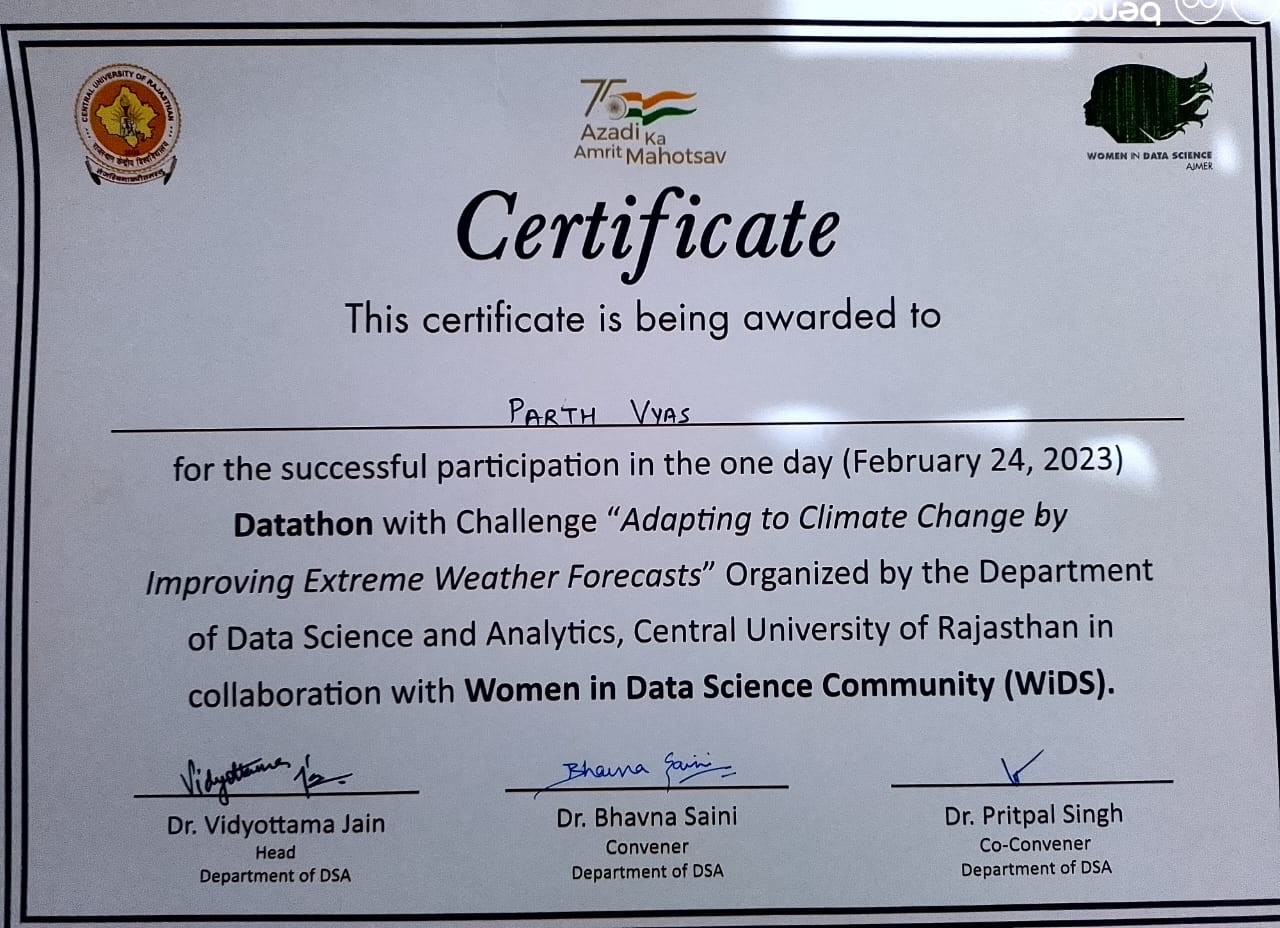 CENTRAL UNIVERSITY OF RAJASTHAN
राजस्थान केंद्रीय विश्वविद्यालय
75
Azadi Ka
Amrit Mahotsav
WOMEN IN DATA SCIENCE
AJMER
Certificate
This certificate is being awarded to
PARTH VYAS
for the successful participation in the one day (February 24, 2023)
Datathon with Challenge “Adapting to Climate Change by
Improving Extreme Weather Forecasts” Organized by the Department
of Data Science and Analytics, Central University of Rajasthan in
collaboration with Women in Data Science Community (WiDS).
Vidyottama
Bhavna Saini
Dr. Vidyottama Jain
Dr. Bhavna Saini
Dr. Pritpal Singh
Head
Convener
Co-Convener
Department of DSA
Department of DSA
Department of DSA